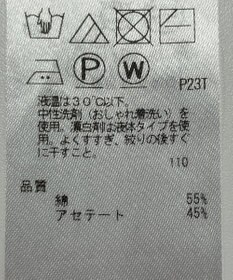 P
W
P23T
液温は30℃以下。
中性洗剤（おしゃれ着洗い）を
使用。漂白剤は液体タイプを使
用。よくすすぎ、絞りの後すぐ
に干すこと。
110
品質
綿 55%
アセテート 45%